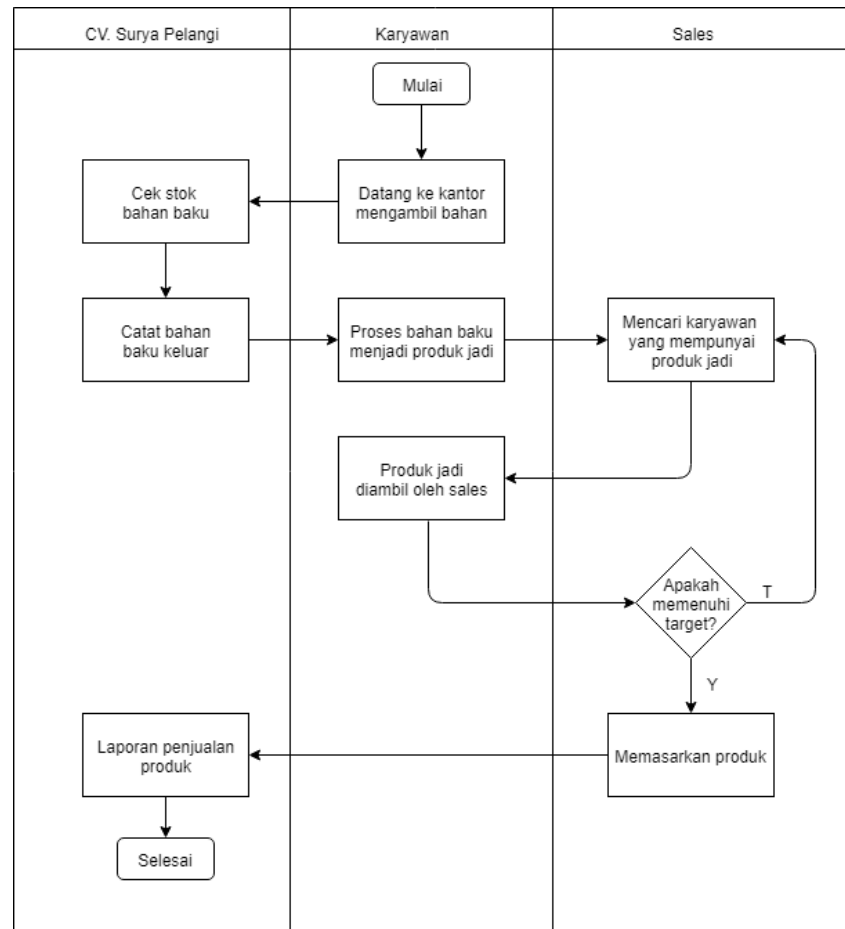 CV. Surya Pelangi
Karyawan
Sales
Mulai
Datang ke kantor
mengambil bahan
Cek stok
bahan baku
Catat bahan
baku keluar
Proses bahan baku
menjadi produk jadi
Mencari karyawan
yang mempunyai
produk jadi
Produk jadi
diambil oleh sales
Apakah
memenuhi
target?
T
Y
Memasarkan produk
Laporan penjualan
produk
Selesai